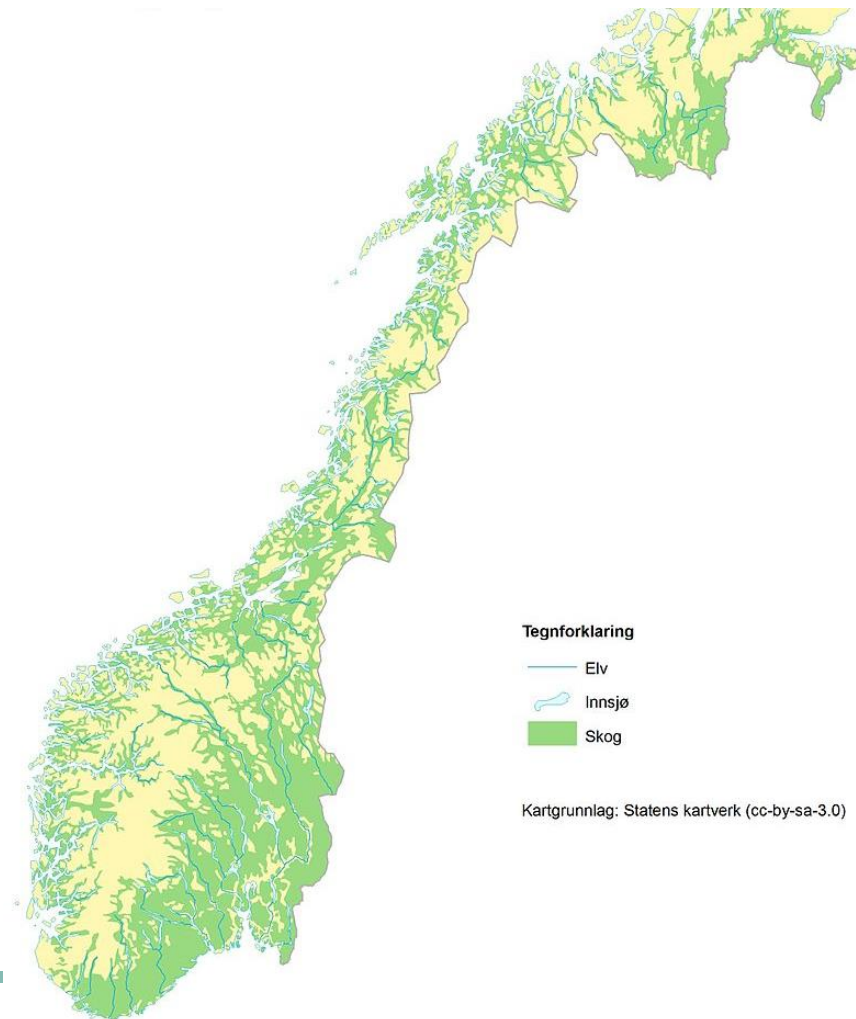 Tegnforklaring
Elv
Innsjø
Skog
Kartgrunnlag: Statens kartverk (cc-by-sa-3.0)